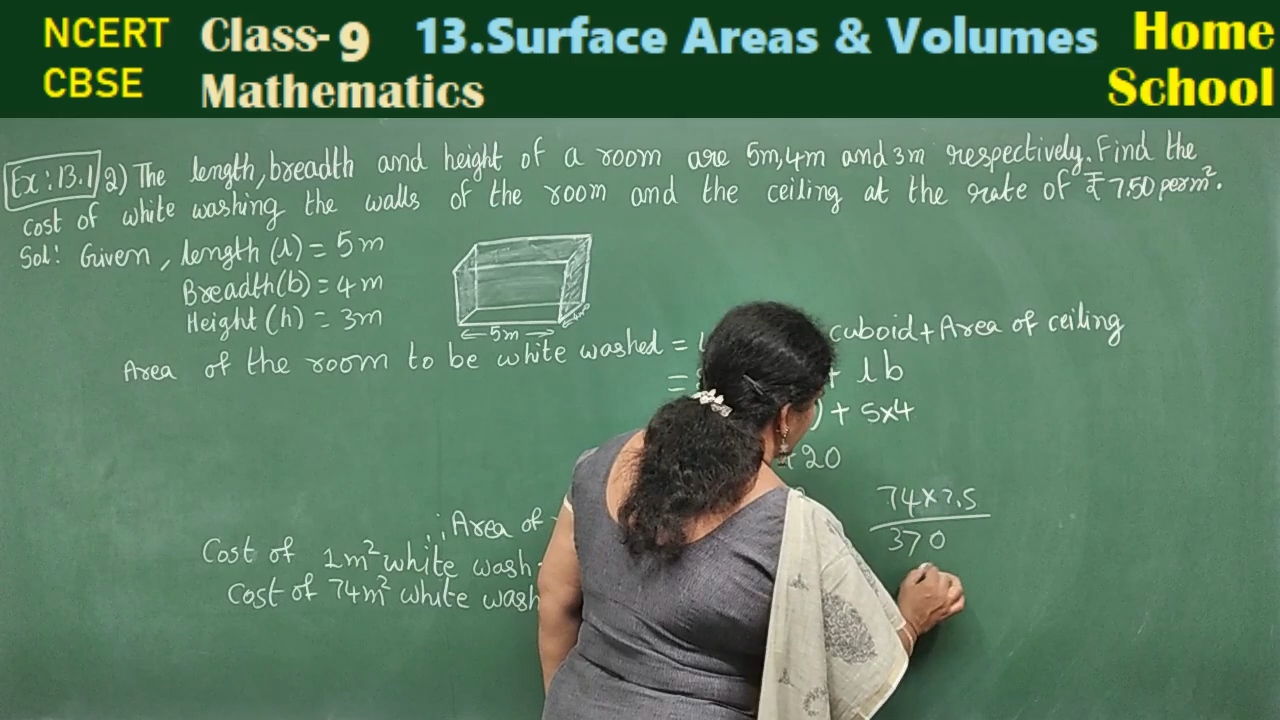 NCERT CBSE
Class-9 Mathematics
13.Surface Areas & Volumes
Home School
Ex: 13.1 2) The length, breadth and height of a room are 5m, 4m and 3m respectively. Find the
cost of white washing the walls of the room and the ceiling at the rate of ₹ 7.50 per m².
Sol: Given, length (l) = 5m
Breadth (b) = 4m
Height (h) = 3m
5m 4m
Area of the room to be white washed = cuboid + Area of ceiling
= + lb
) + 5x4
+20
74x7.5
370
∴ Area of
Cost of 1m² white wash
Cost of 74m² white wash